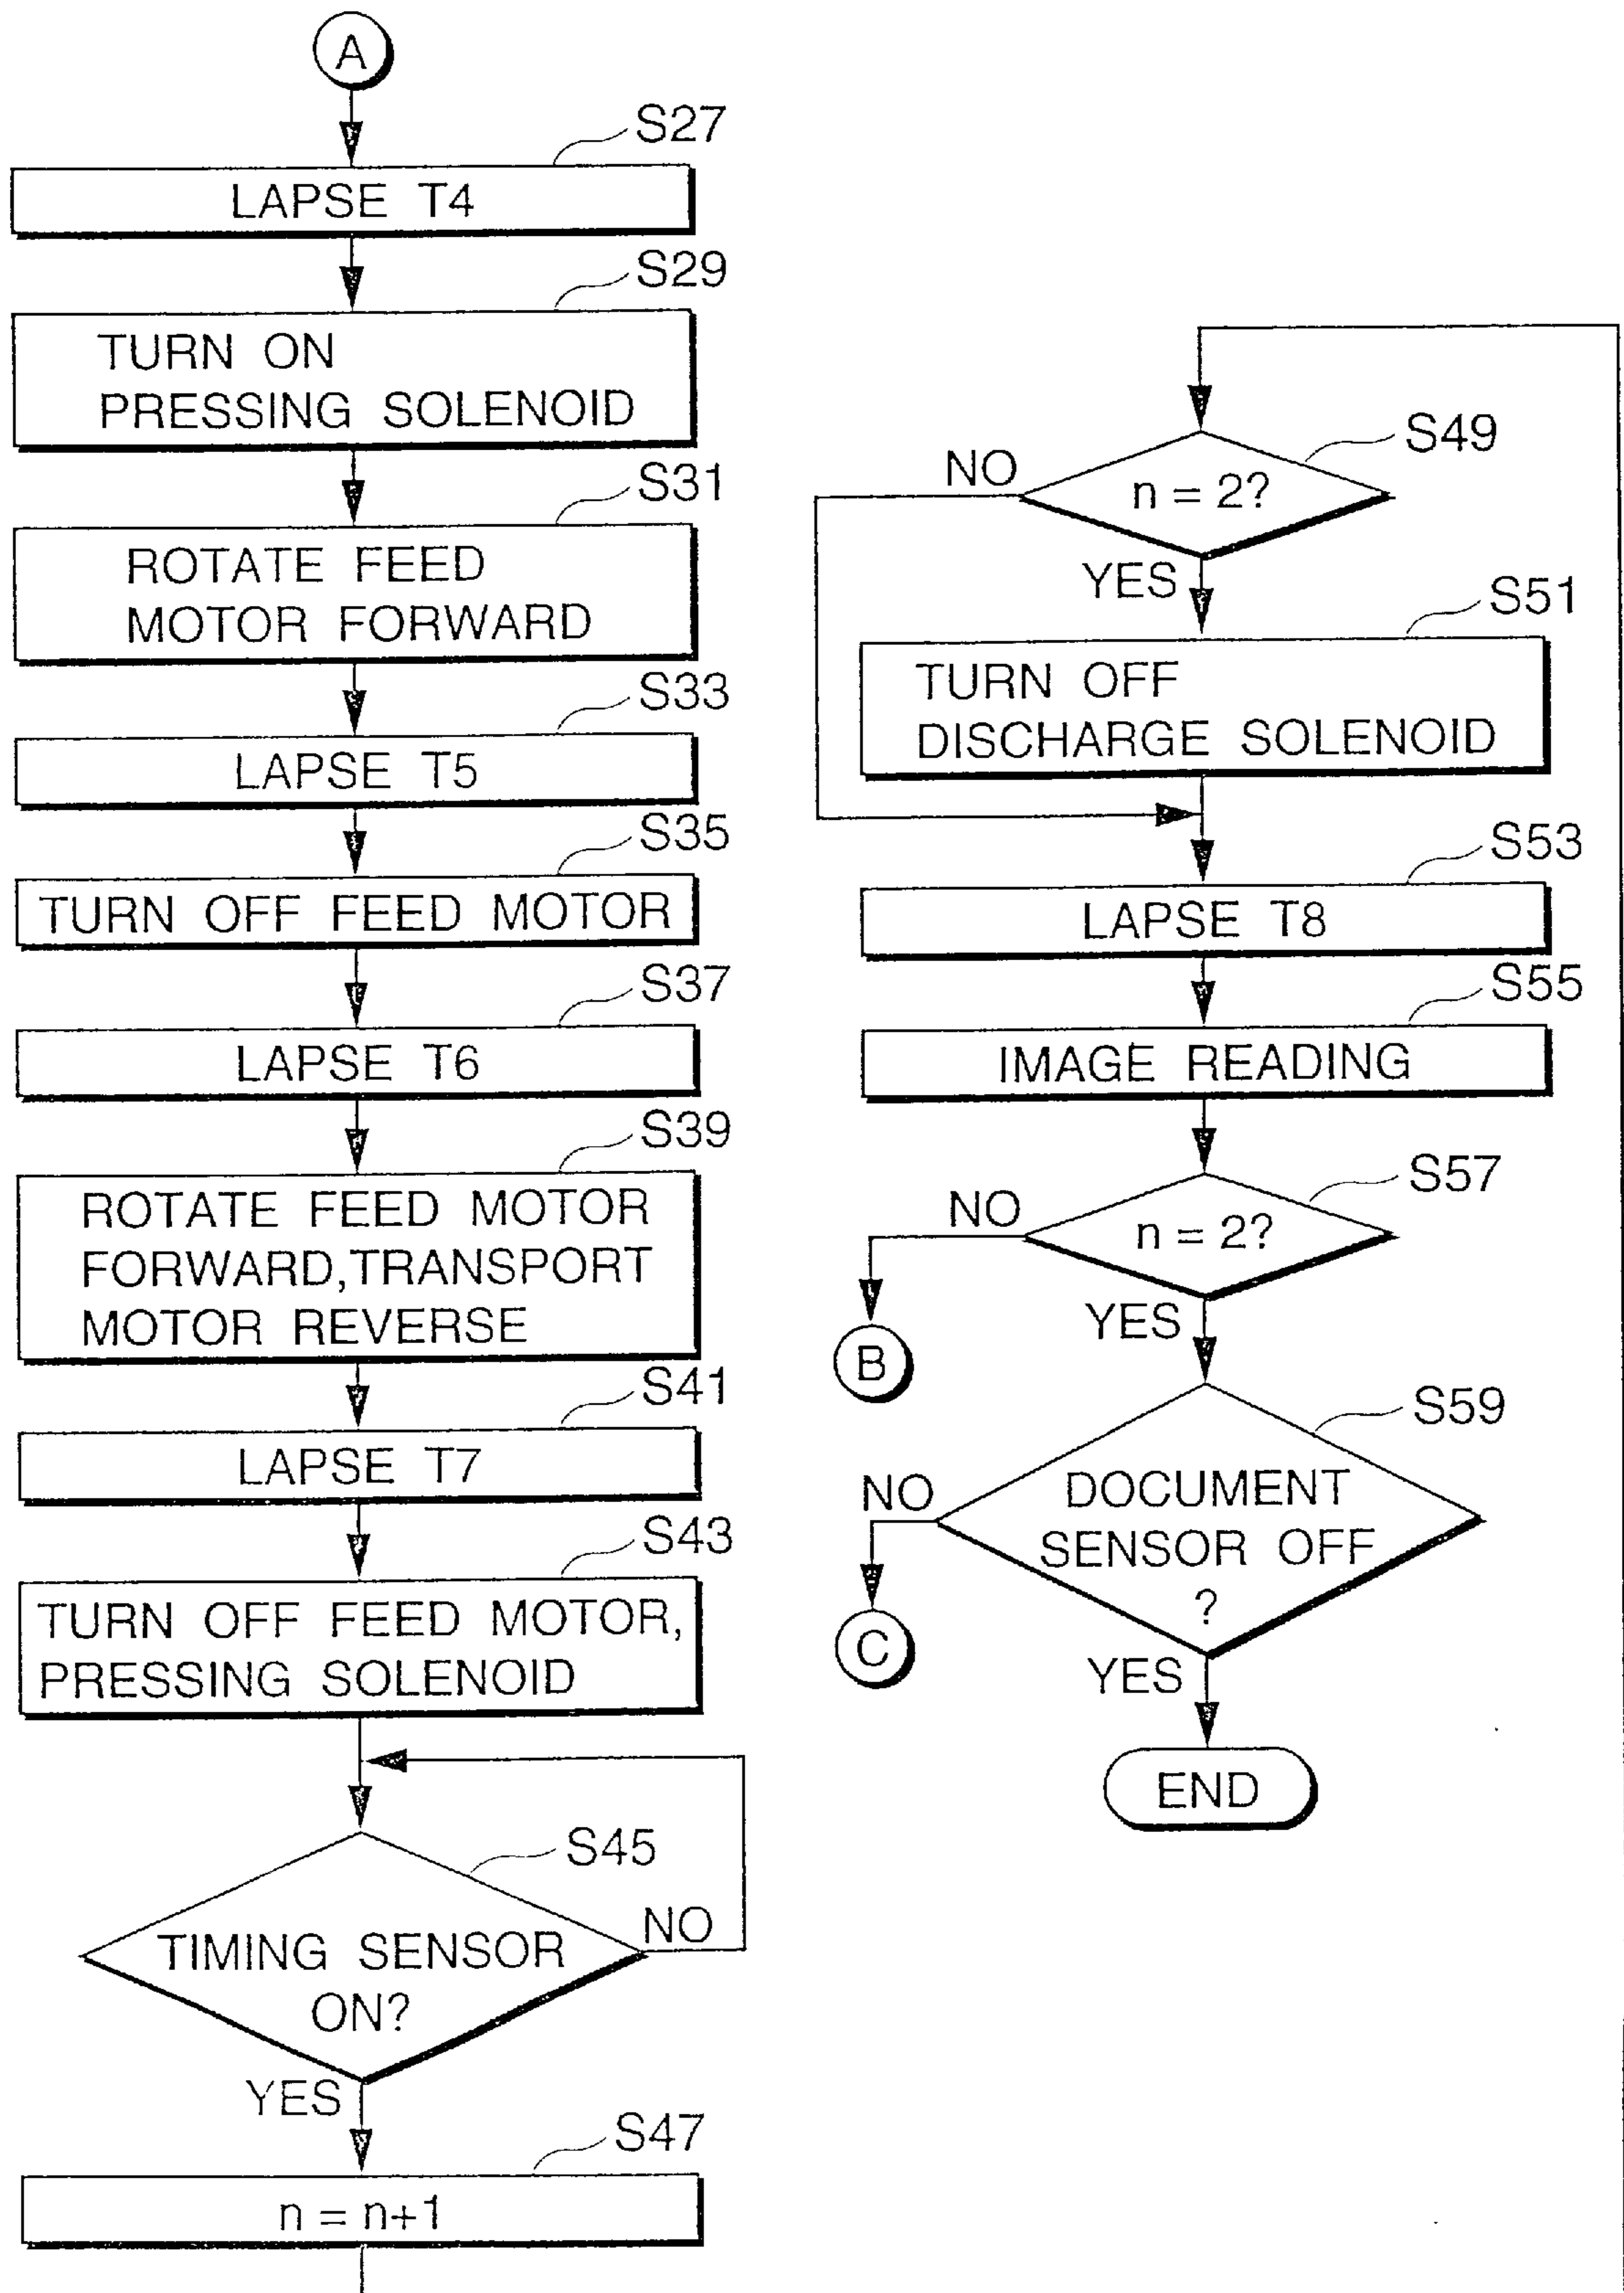 A
S27
LAPSE T4
S29
TURN ON
PRESSING SOLENOID
S31
ROTATE FEED
MOTOR FORWARD
S33
LAPSE T5
S35
TURN OFF FEED MOTOR
S37
LAPSE T6
S39
ROTATE FEED MOTOR
FORWARD, TRANSPORT
MOTOR REVERSE
S41
LAPSE T7
S43
TURN OFF FEED MOTOR,
PRESSING SOLENOID
S45
TIMING SENSOR
ON?
NO
YES
S47
n = n+1
S49
n = 2?
NO
YES
S51
TURN OFF
DISCHARGE SOLENOID
S53
LAPSE T8
S55
IMAGE READING
S57
n = 2?
NO
B
YES
S59
DOCUMENT
SENSOR OFF
?
NO
C
YES
END